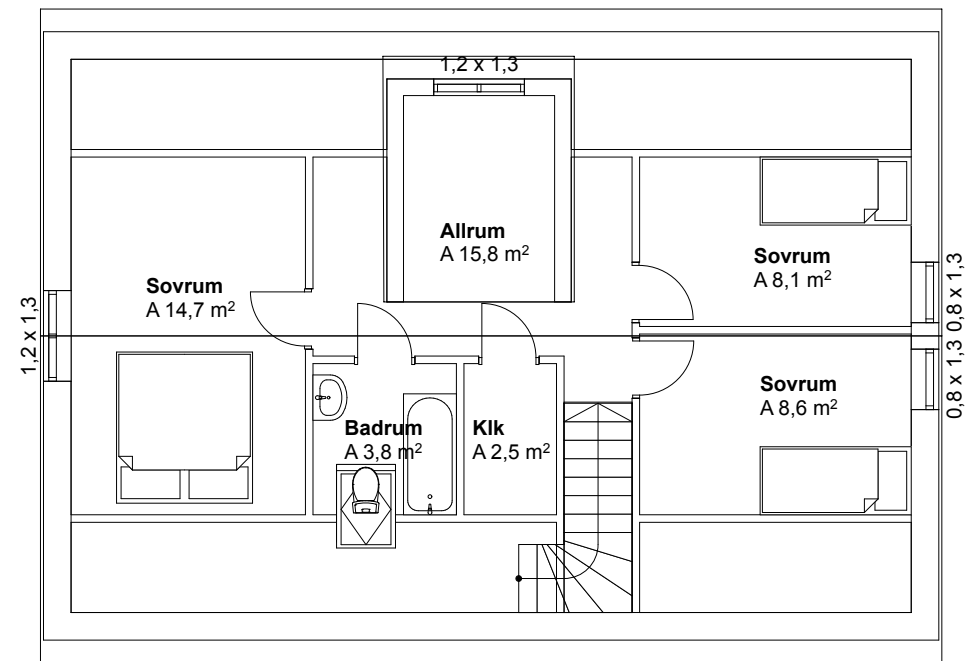 1,2 x 1,3
Allrum
A 15,8 m²
Sovrum
A 8,1 m²
Sovrum
A 14,7 m²
1,2 x 1,3
0,8 x 1,3
0,8 x 1,3
Sovrum
A 8,6 m²
Badrum
A 3,8 m²
Klk
A 2,5 m²